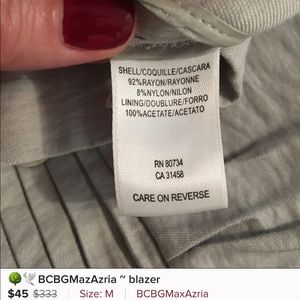 SHELL/COQUILLE/CASCARA
92%RAYON/RAYONNE
8%NYLON/NILON
LINING/DOUBLURE/FORRO
100%ACETATE/ACETATO
RN 80734
CA 31458
CARE ON REVERSE
🌳🕊 BCBGMazAzria ~ blazer
$45 $333 Size: M BCBGMaxAzria